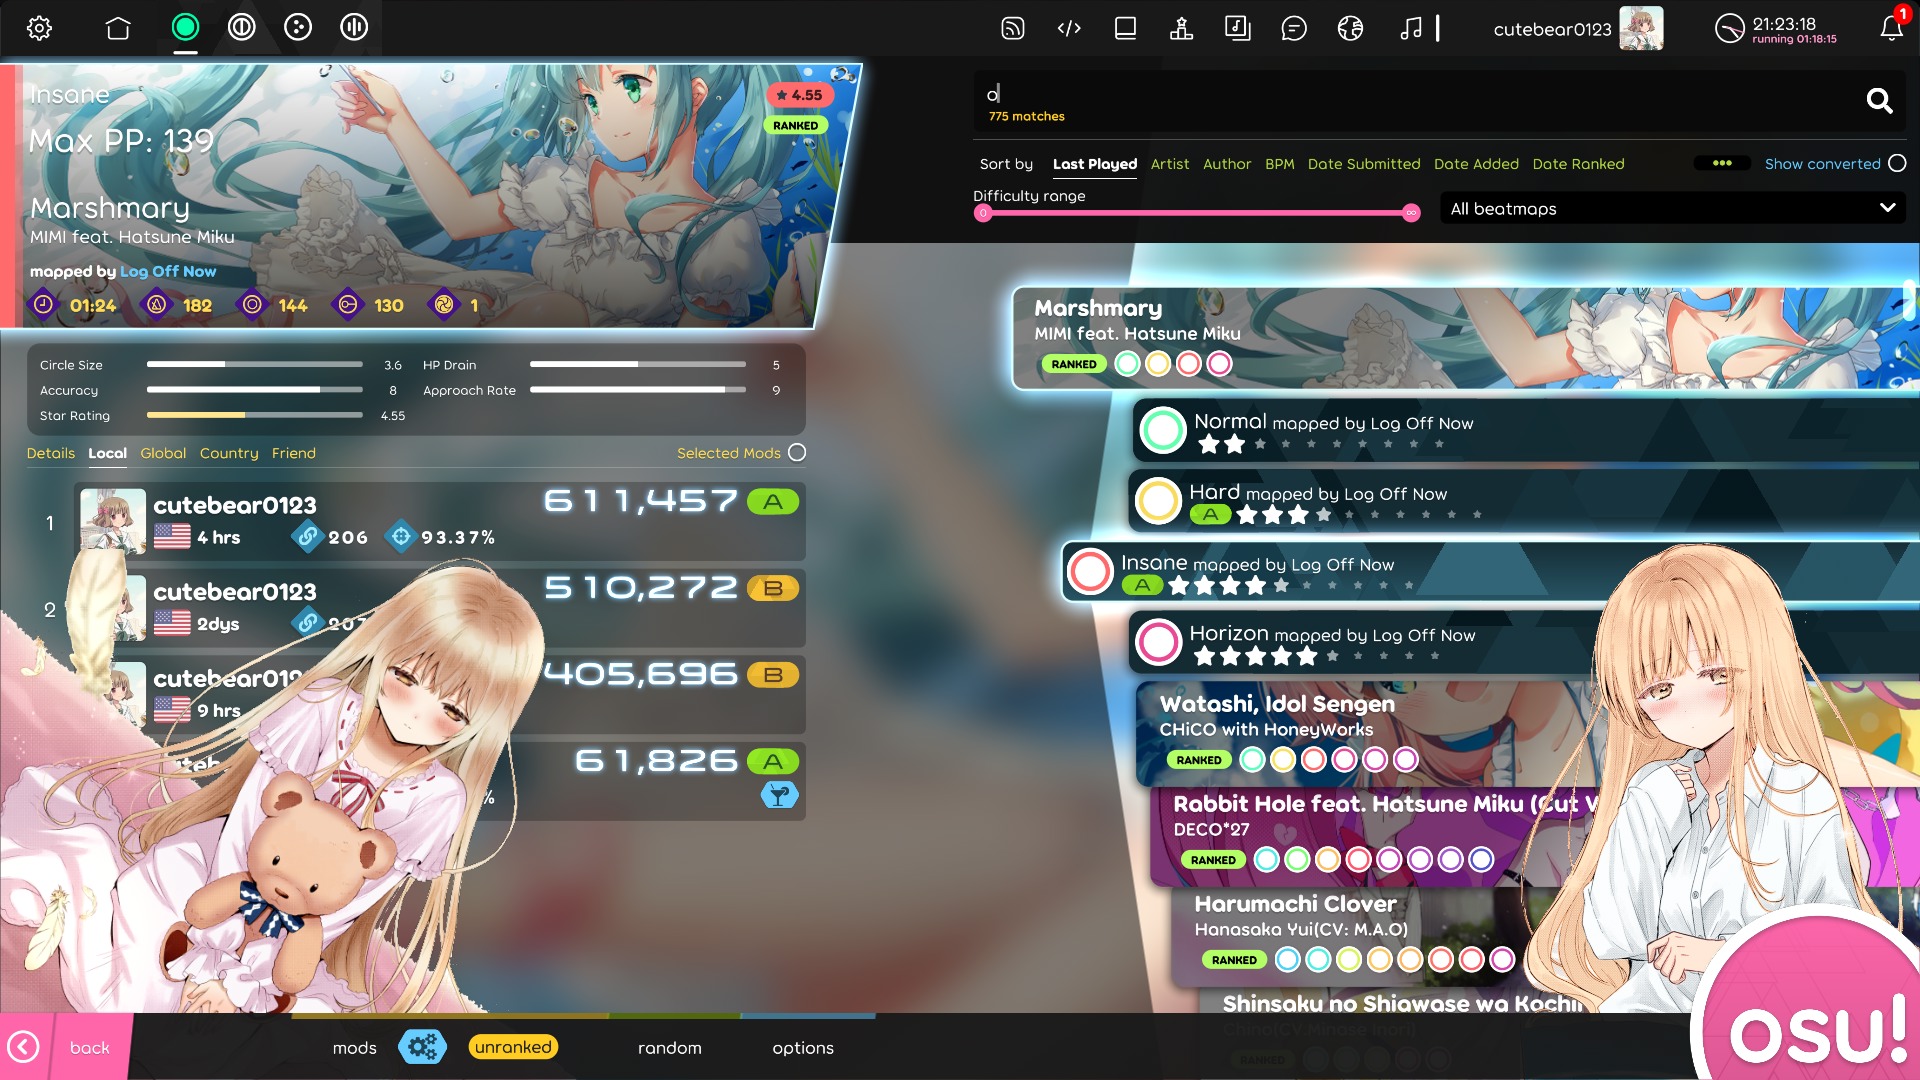 cutebear0123
21:23:18
running 01:18:15
1
Insane
Max PP: 139
4.55
RANKED
Marshmary
MIMI feat. Hatsune Miku
mapped by Log Off Now
01:24 182 144 130 1
o
775 matches
Sort by Last Played Artist Author BPM Date Submitted Date Added Date Ranked ••• Show converted
Difficulty range
0 ∞
All beatmaps
Circle Size 3.6 HP Drain 5
Accuracy 8 Approach Rate 9
Star Rating 4.55
Details Local Global Country Friend Selected Mods
1
cutebear0123
611,457 A
4 hrs 206 93.37%
2
cutebear0123
510,272 B
2dys 207
cutebear01
405,696 B
9 hrs
61,826 A
%
Marshmary
MIMI feat. Hatsune Miku
RANKED
Normal mapped by Log Off Now
Hard mapped by Log Off Now
A
Insane mapped by Log Off Now
A
Horizon mapped by Log Off Now
Watashi, Idol Sengen
CHiCO with HoneyWorks
RANKED
Rabbit Hole feat. Hatsune Miku (Cut
DECO*27
RANKED
Harumachi Clover
Hanasaka Yui(CV: M.A.O)
RANKED
Shinsaku no Shiawase wa Kochi
China(CV.Minase Inori)
RANKED
back
mods
unranked
random
options
osu!